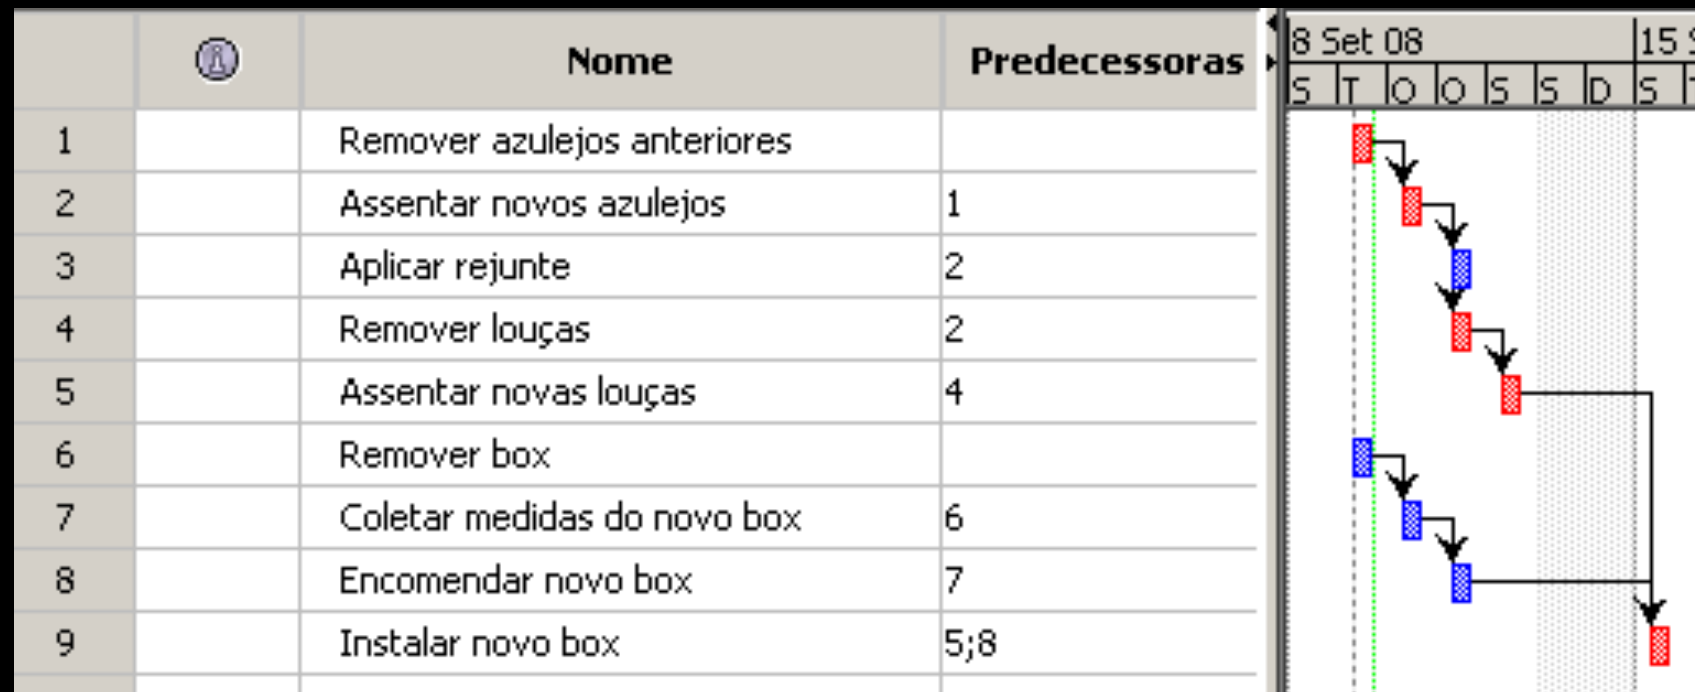 Nome Predecessoras 8 Set 08 15
S T Q Q S S D S
1 Remover azulejos anteriores
2 Assentar novos azulejos 1
3 Aplicar rejunte 2
4 Remover louças 2
5 Assentar novas louças 4
6 Remover box
7 Coletar medidas do novo box 6
8 Encomendar novo box 7
9 Instalar novo box 5;8